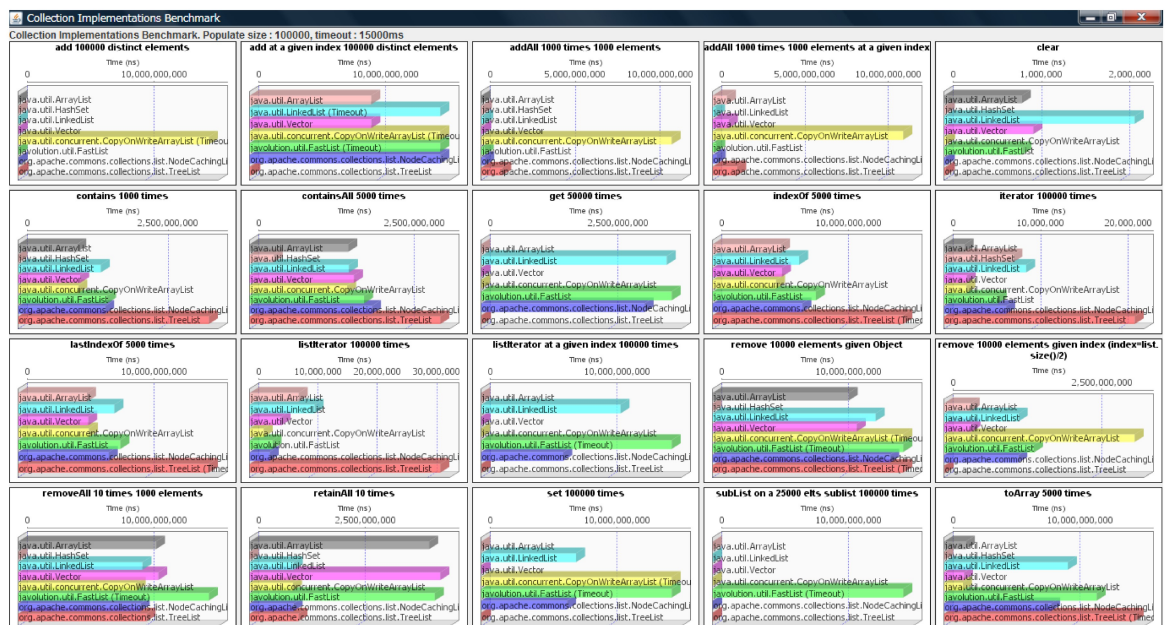 Collection Implementations Benchmark
Collection Implementations Benchmark. Populate size : 100000, timeout : 15000ms
add 100000 distinct elements
Time (ns)
0 10,000,000,000
java.util.ArrayList
java.util.HashSet
java.util.LinkedList
java.util.Vector
java.util.concurrent.CopyOnWriteArrayList (Timeou
javolution.util.FastList
org.apache.commons.collections.list.NodeCachingLi
org.apache.commons.collections.list.TreeList
add at a given index 100000 distinct elements
Time (ns)
0 10,000,000,000
java.util.ArrayList
java.util.LinkedList (Timeout)
java.util.Vector
java.util.concurrent.CopyOnWriteArrayList (Timeou
javolution.util.FastList (Timeout)
org.apache.commons.collections.list.NodeCachingLi
org.apache.commons.collections.list.TreeList
addAll 1000 times 1000 elements
Time (ns)
0 5,000,000,000 10,000,000,000
java.util.ArrayList
java.util.HashSet
java.util.LinkedList
java.util.Vector
java.util.concurrent.CopyOnWriteArrayList
javolution.util.FastList
org.apache.commons.collections.list.NodeCachingLi
org.apache.commons.collections.list.TreeList
addAll 1000 times 1000 elements at a given index
Time (ns)
0 5,000,000,000 10,000,000,000
java.util.ArrayList
java.util.LinkedList
java.util.Vector
java.util.concurrent.CopyOnWriteArrayList
javolution.util.FastList
org.apache.commons.collections.list.NodeCachingLi
org.apache.commons.collections.list.TreeList
clear
Time (ns)
0 1,000,000 2,000,000
java.util.ArrayList
java.util.HashSet
java.util.LinkedList
java.util.Vector
java.util.concurrent.CopyOnWriteArrayList
javolution.util.FastList
org.apache.commons.collections.list.NodeCachingLi
org.apache.commons.collections.list.TreeList
contains 1000 times
Time (ns)
0 2,500,000,000
java.util.ArrayList
java.util.HashSet
java.util.LinkedList
java.util.Vector
java.util.concurrent.CopyOnWriteArrayList
javolution.util.FastList
org.apache.commons.collections.list.NodeCachingLi
org.apache.commons.collections.list.TreeList
containsAll 5000 times
Time (ns)
0 10,000,000,000
java.util.ArrayList
java.util.HashSet
java.util.LinkedList
java.util.Vector
java.util.concurrent.CopyOnWriteArrayList
javolution.util.FastList
org.apache.commons.collections.list.NodeCachingLi
org.apache.commons.collections.list.TreeList
get 50000 times
Time (ns)
0 2,500,000,000
java.util.ArrayList
java.util.LinkedList
java.util.Vector
java.util.concurrent.CopyOnWriteArrayList
javolution.util.FastList
org.apache.commons.collections.list.NodeCachingLi
org.apache.commons.collections.list.TreeList
indexOf 5000 times
Time (ns)
0 10,000,000,000
java.util.ArrayList
java.util.LinkedList
java.util.Vector
java.util.concurrent.CopyOnWriteArrayList
javolution.util.FastList
org.apache.commons.collections.list.NodeCachingLi
org.apache.commons.collections.list.TreeList (Timeo
iterator 100000 times
Time (ns)
0 10,000,000 20,000,000
java.util.ArrayList
java.util.HashSet
java.util.LinkedList
java.util.Vector
java.util.concurrent.CopyOnWriteArrayList
javolution.util.FastList
org.apache.commons.collections.list.NodeCachingLi
org.apache.commons.collections.list.TreeList
lastIndexOf 5000 times
Time (ns)
0 10,000,000,000
java.util.ArrayList
java.util.LinkedList
java.util.Vector
java.util.concurrent.CopyOnWriteArrayList
javolution.util.FastList
org.apache.commons.collections.list.NodeCachingLi
org.apache.commons.collections.list.TreeList (Timeo
listIterator 100000 times
Time (ns)
0 10,000,000 20,000,000 30,000,000
java.util.ArrayList
java.util.LinkedList
java.util.Vector
java.util.concurrent.CopyOnWriteArrayList
javolution.util.FastList
org.apache.commons.collections.list.NodeCachingLi
org.apache.commons.collections.list.TreeList
listIterator at a given index 100000 times
Time (ns)
0 10,000,000,000
java.util.ArrayList
java.util.LinkedList
java.util.Vector
java.util.concurrent.CopyOnWriteArrayList
javolution.util.FastList (Timeout)
org.apache.commons.collections.list.NodeCachingLi
org.apache.commons.collections.list.TreeList
remove 10000 elements given Object
Time (ns)
0 10,000,000,000
java.util.ArrayList
java.util.HashSet
java.util.LinkedList
java.util.Vector
java.util.concurrent.CopyOnWriteArrayList (Timeou
javolution.util.FastList (Timeout)
org.apache.commons.collections.list.NodeCachingLi
org.apache.commons.collections.list.TreeList
remove 10000 elements given index (index=list.
size()/2)
Time (ns)
0 2,500,000,000
java.util.ArrayList
java.util.LinkedList
java.util.Vector
java.util.concurrent.CopyOnWriteArrayList
javolution.util.FastList
org.apache.commons.collections.list.NodeCachingLi
org.apache.commons.collections.list.TreeList
removeAll 10 times 1000 elements
Time (ns)
0 10,000,000,000
java.util.ArrayList
java.util.HashSet
java.util.LinkedList
java.util.Vector
java.util.concurrent.CopyOnWriteArrayList
javolution.util.FastList (Timeout)
org.apache.commons.collections.list.NodeCachingLi
org.apache.commons.collections.list.TreeList
retainAll 10 times
Time (ns)
0 2,500,000,000
java.util.ArrayList
java.util.HashSet
java.util.LinkedList
java.util.Vector
java.util.concurrent.CopyOnWriteArrayList
javolution.util.FastList
org.apache.commons.collections.list.NodeCachingLi
org.apache.commons.collections.list.TreeList
set 100000 times
Time (ns)
0 10,000,000,000
java.util.ArrayList
java.util.LinkedList
java.util.Vector
java.util.concurrent.CopyOnWriteArrayList (Timeou
javolution.util.FastList (Timeout)
org.apache.commons.collections.list.NodeCachingLi
org.apache.commons.collections.list.TreeList
subList on a 25000 elts sublist 100000 times
Time (ns)
0 10,000,000,000
java.util.ArrayList
java.util.LinkedList
java.util.Vector
java.util.concurrent.CopyOnWriteArrayList
javolution.util.FastList (Timeout)
org.apache.commons.collections.list.NodeCachingLi
org.apache.commons.collections.list.TreeList
toArray 5000 times
Time (ns)
0 10,000,000,000
java.util.ArrayList
java.util.HashSet
java.util.LinkedList
java.util.Vector
java.util.concurrent.CopyOnWriteArrayList
javolution.util.FastList
org.apache.commons.collections.list.NodeCachingLi
org.apache.commons.collections.list.TreeList (Timeo